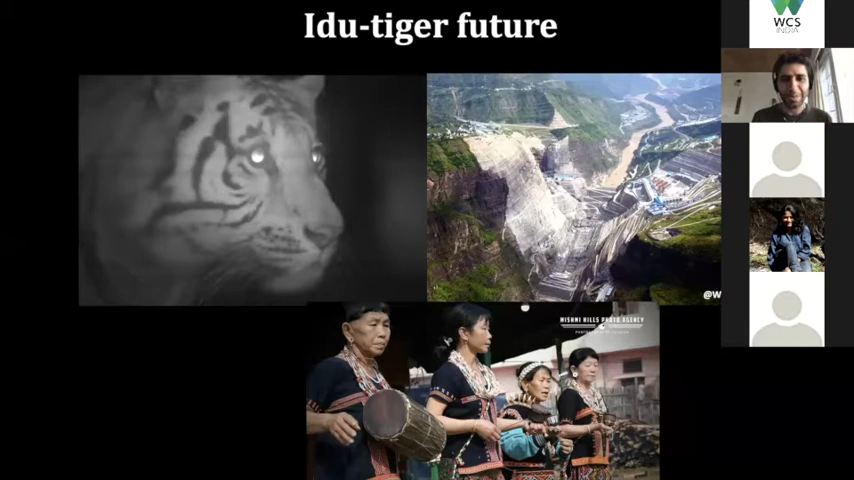 Idu-tiger future
WCS
INDIA
@W
MISHMI HILLS PHOTO AGENCY